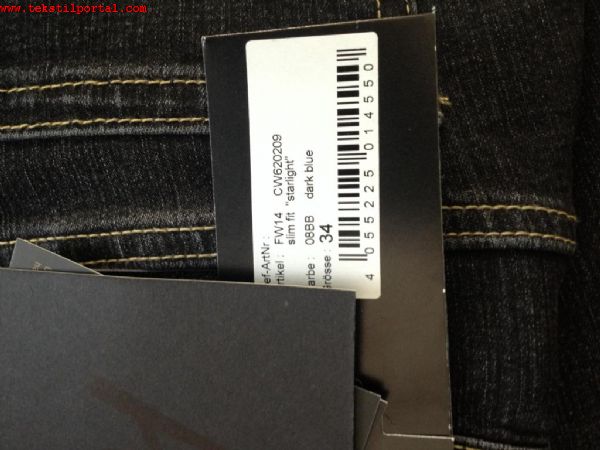 www.tekstilportal.com
ef-ArtNr.:
rtikel : FW14 CW620209
slim fit "starlight"
arbe : 08BB dark blue
Grösse : 34
4 055225 014550